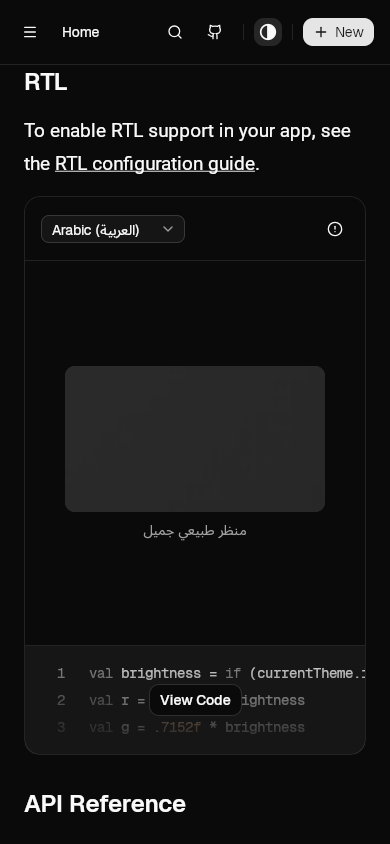 Home
New
RTL
To enable RTL support in your app, see
the RTL configuration guide.
Arabic (العربية)
منظر طبيعي جميل
1 val brightness = if (currentTheme.i
2 val r = ightness
View Code
3 val g = .7152f * brightness
API Reference